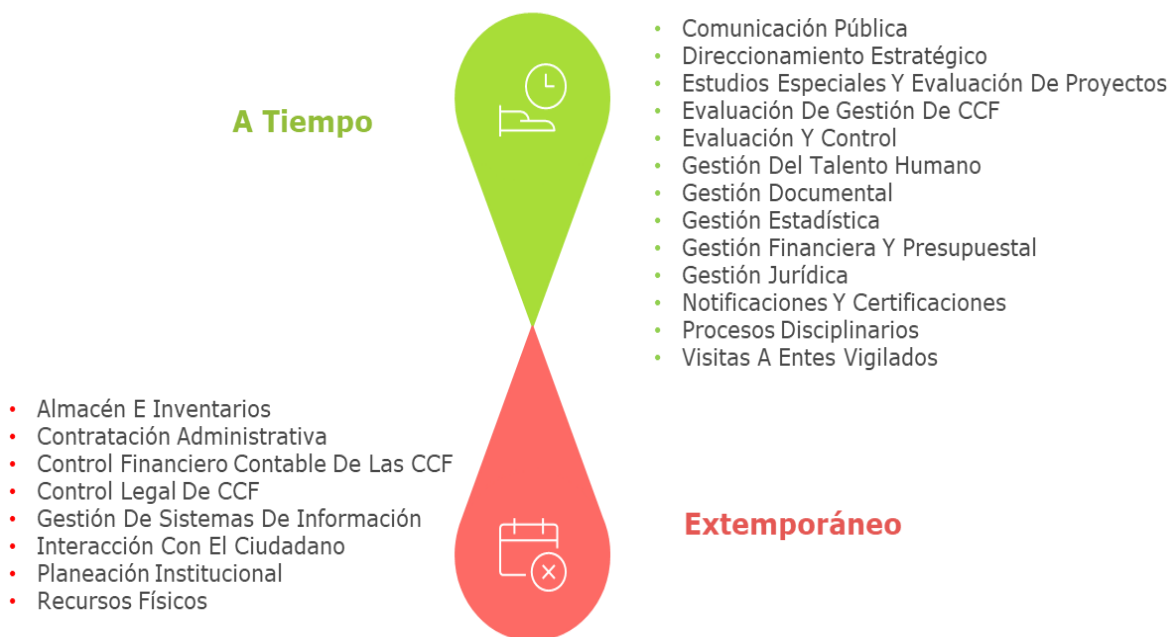 A Tiempo
• Comunicación Pública
• Direccionamiento Estratégico
• Estudios Especiales Y Evaluación De Proyectos
• Evaluación De Gestión De CCF
• Evaluación Y Control
• Gestión Del Talento Humano
• Gestión Documental
• Gestión Estadística
• Gestión Financiera Y Presupuestal
• Gestión Jurídica
• Notificaciones Y Certificaciones
• Procesos Disciplinarios
• Visitas A Entes Vigilados
• Almacén E Inventarios
• Contratación Administrativa
• Control Financiero Contable De Las CCF
• Control Legal De CCF
• Gestión De Sistemas De Información
• Interacción Con El Ciudadano
• Planeación Institucional
• Recursos Físicos
Extemporáneo